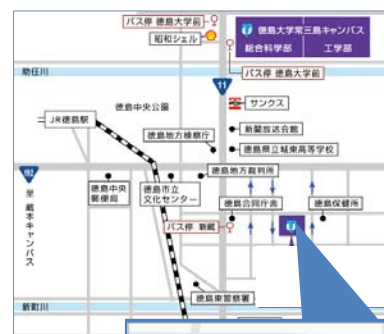 バス停 徳島大学前
昭和シェル
徳島大学常三島キャンパス
総合科学部
工学部
バス停 徳島大学前
助任川
11
徳島中央公園
サンクス
JR徳島駅
徳島地方検察庁
新聞放送会館
徳島県立城東高等学校
192
徳島地方裁判所
徳島中央
郵便局
徳島市立
文化センター
徳島合同庁舎
徳島保健所
至 蔵本キャンパス
バス停 新蔵
徳島東警察署
新町川